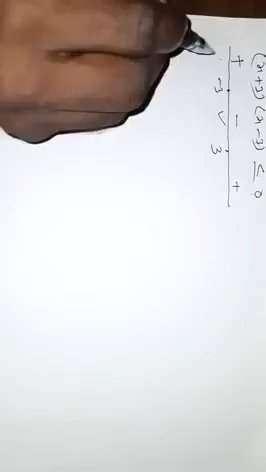 (x+3) (x-3) ≤ 0
+ - +
-3 ✓ 3